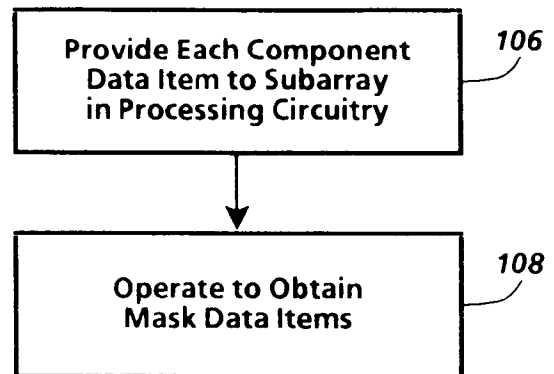 Provide Each Component
Data Item to Subarray
in Processing Circuitry
106
Operate to Obtain
Mask Data Items
108